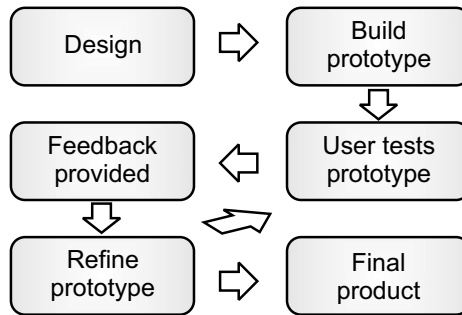 Design
Build
prototype
Feedback
provided
User tests
prototype
Refine
prototype
Final
product